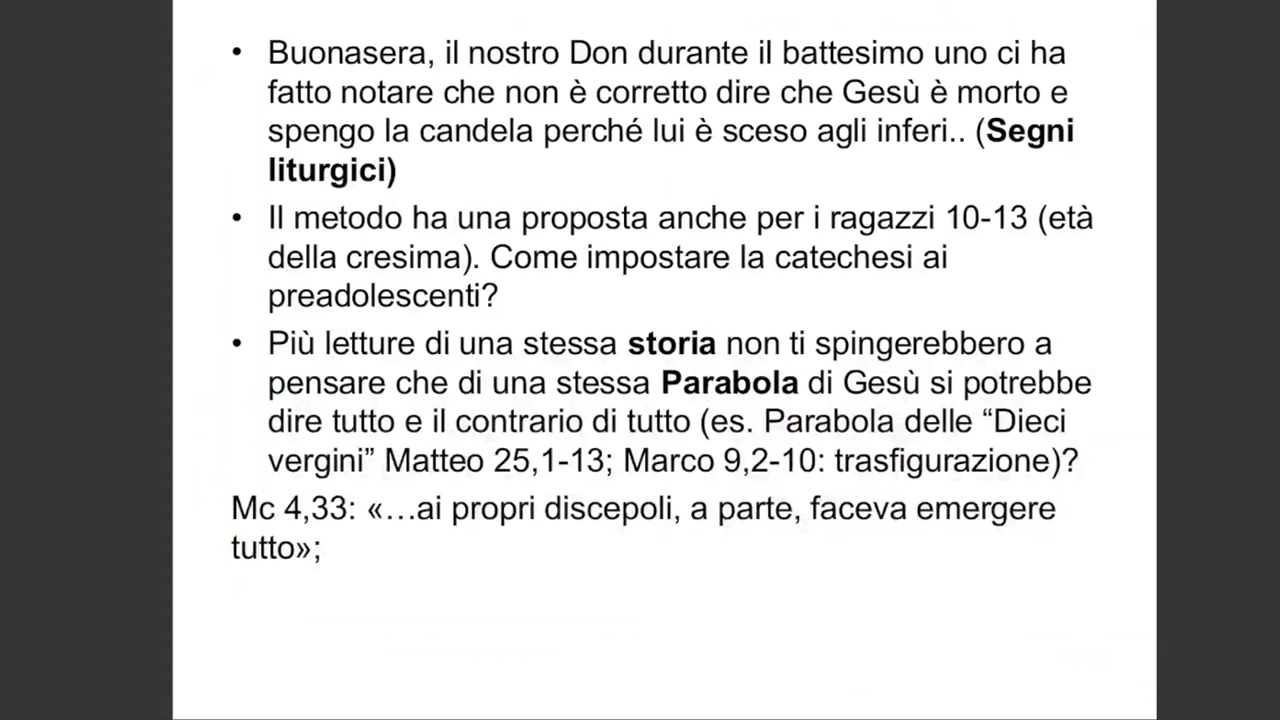 • Buonasera, il nostro Don durante il battesimo uno ci ha
fatto notare che non è corretto dire che Gesù è morto e
spengo la candela perché lui è sceso agli inferi.. (Segni
liturgici)
• Il metodo ha una proposta anche per i ragazzi 10-13 (età
della cresima). Come impostare la catechesi ai
preadolescenti?
• Più letture di una stessa storia non ti spingerebbero a
pensare che di una stessa Parabola di Gesù si potrebbe
dire tutto e il contrario di tutto (es. Parabola delle “Dieci
vergini” Matteo 25,1-13; Marco 9,2-10: trasfigurazione)?
Mc 4,33: «…ai propri discepoli, a parte, faceva emergere
tutto»;